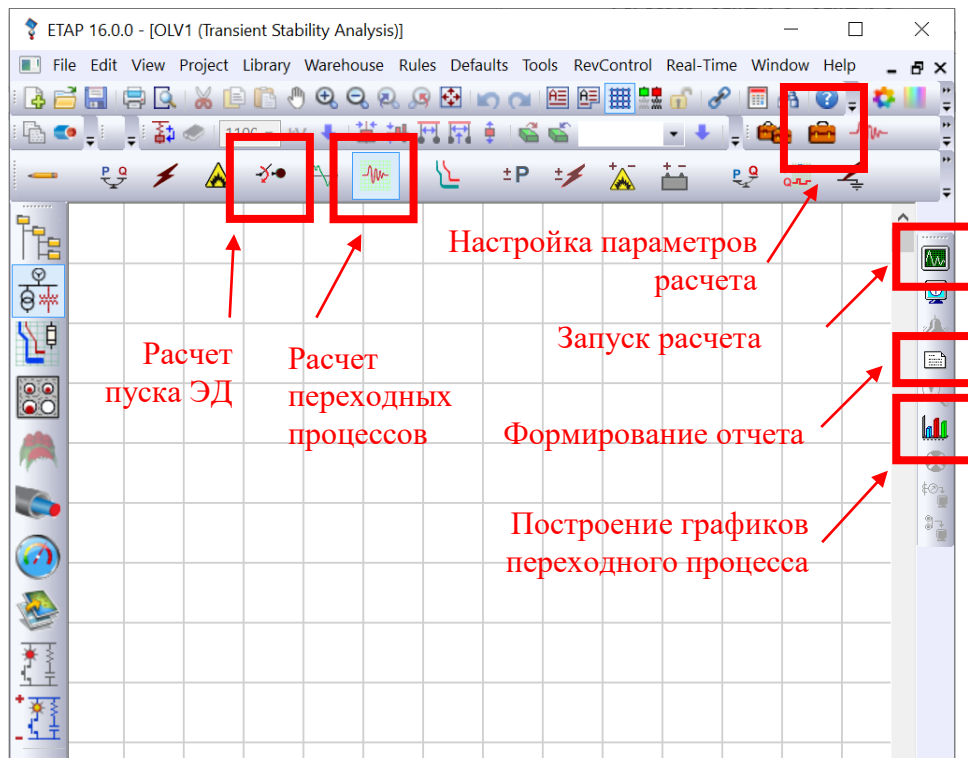 ETAP 16.0.0 - [OLV1 (Transient Stability Analysis)]
File Edit View Project Library Warehouse Rules Defaults Tools RevControl Real-Time Window Help
P Q
± P
P Q
Настройка параметров
расчета
Запуск расчета
Расчет
пуска ЭД
Расчет
переходных
процессов
Формирование отчета
Построение графиков
переходного процесса